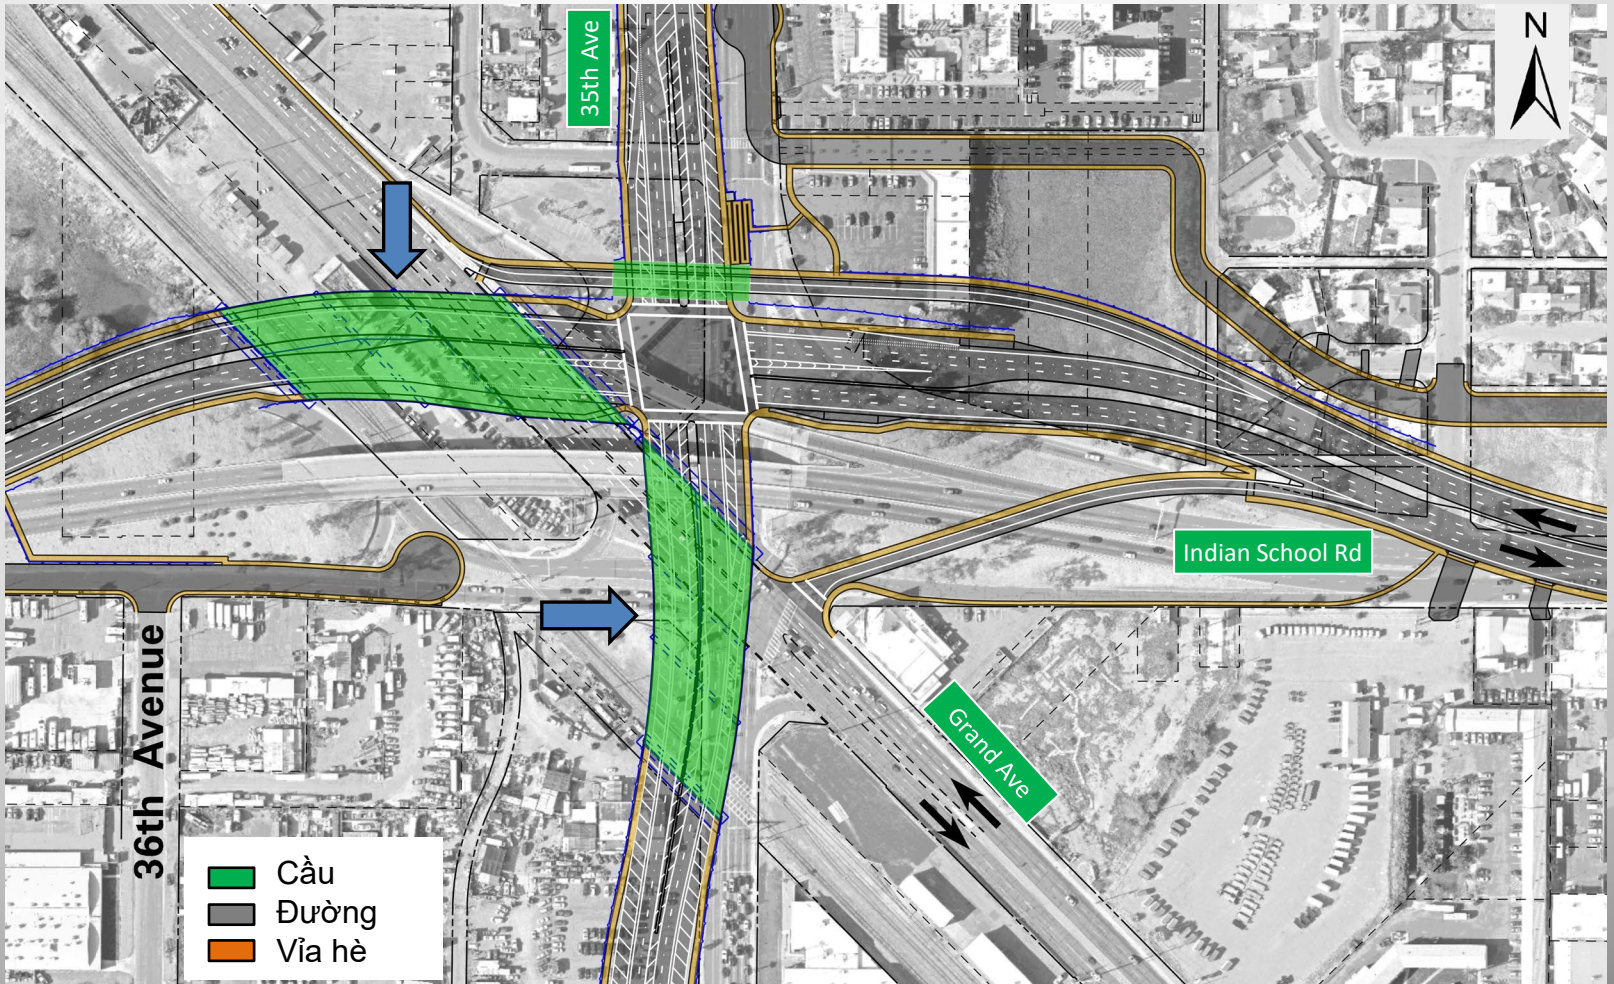 35th Ave
N
Indian School Rd
Grand Ave
36th Avenue
Cầu
Đường
Vỉa hè